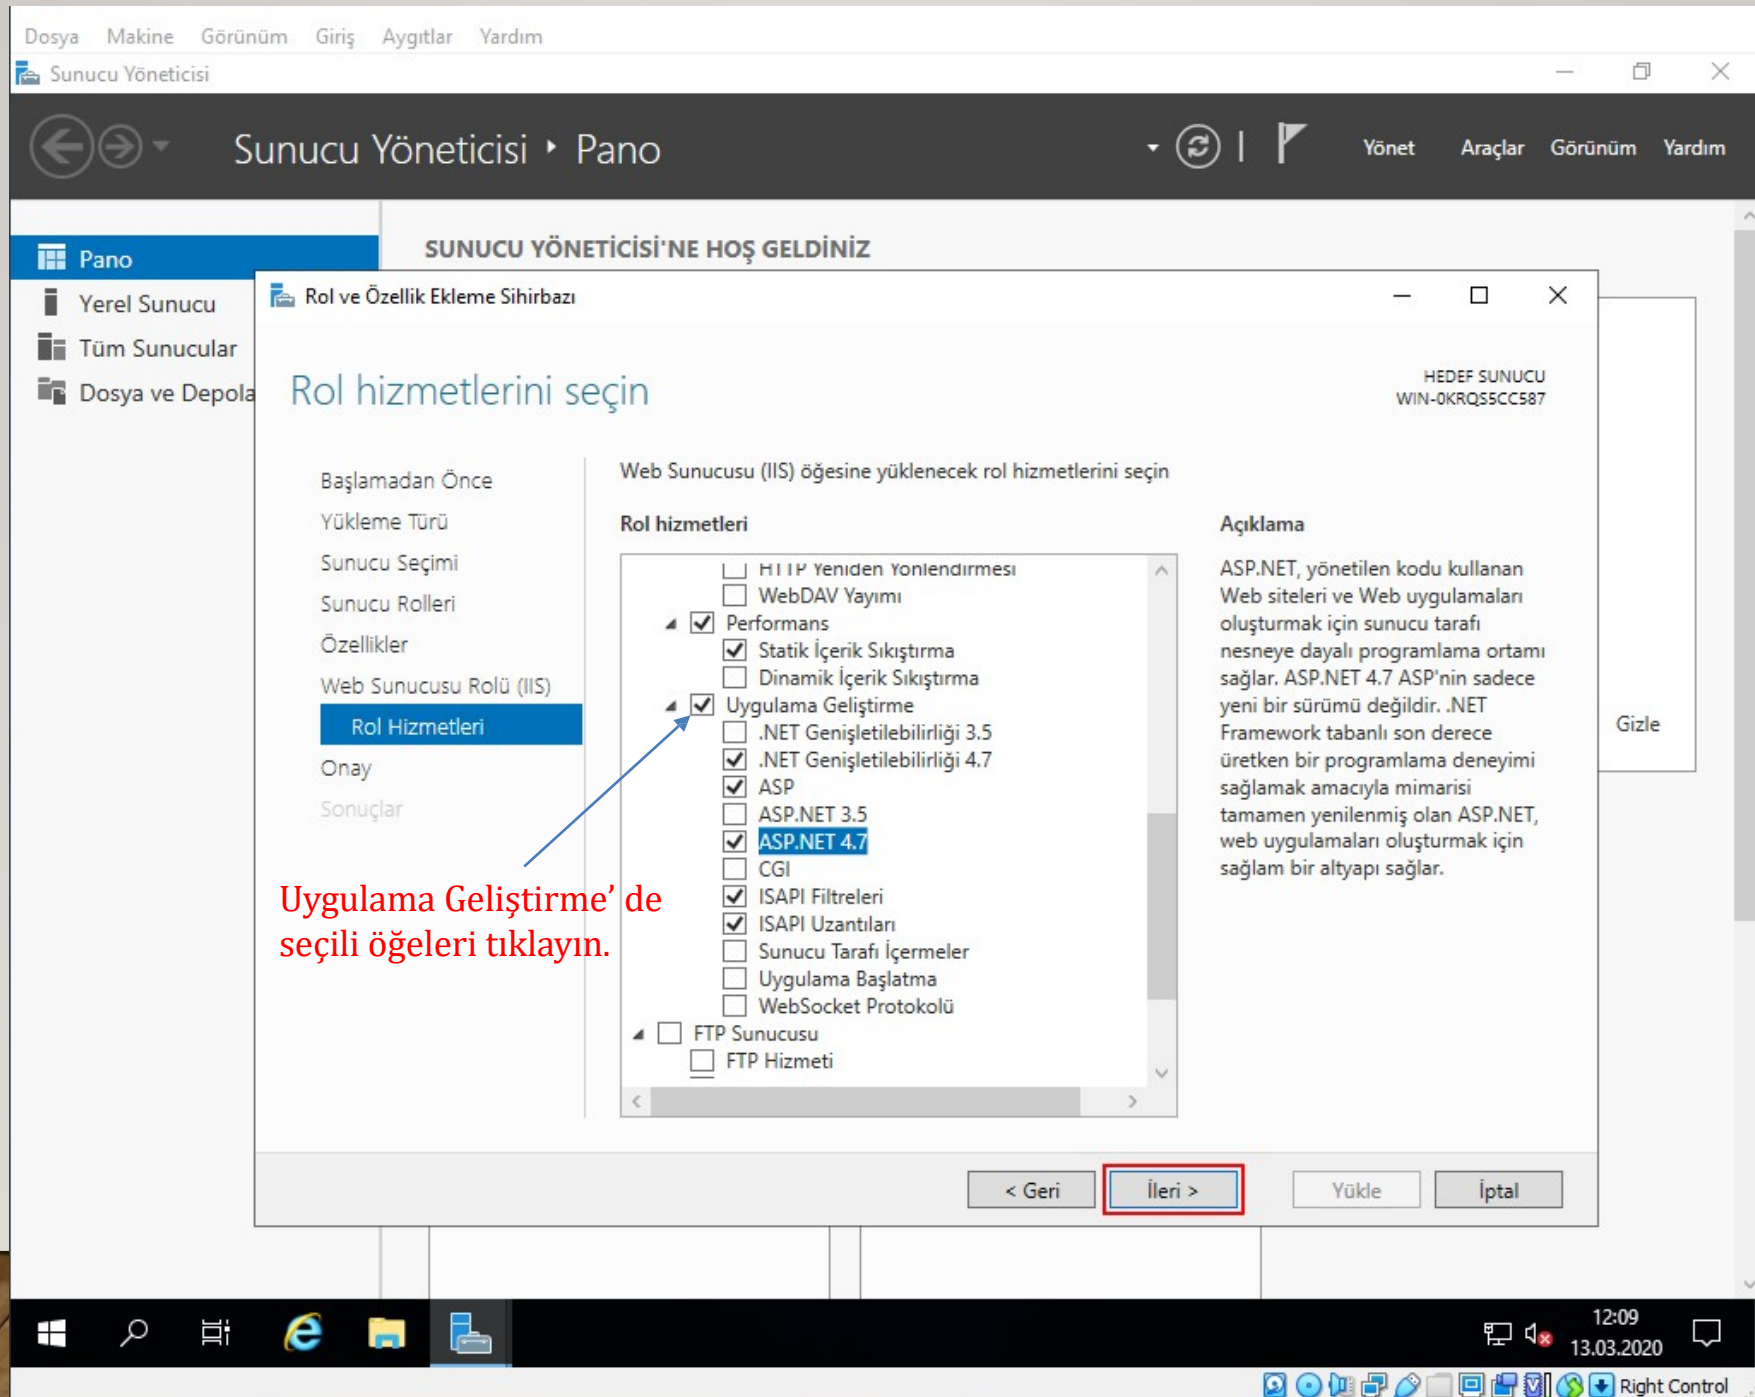 Dosya Makine Görünüm Giriş Aygıtlar Yardım
Sunucu Yöneticisi
Sunucu Yöneticisi ‣ Pano
Yönet Araçlar Görünüm Yardım
Pano
Yerel Sunucu
Tüm Sunucular
Dosya ve Depola
SUNUCU YÖNETİCİSİ'NE HOŞ GELDİNİZ
Rol ve Özellik Ekleme Sihirbazı
Rol hizmetlerini seçin
HEDEF SUNUCU
WIN-0KRQS5CC587
Başlamadan Önce
Yükleme Türü
Sunucu Seçimi
Sunucu Rolleri
Özellikler
Web Sunucusu Rolü (IIS)
Rol Hizmetleri
Onay
Sonuçlar
Web Sunucusu (IIS) öğesine yüklenecek rol hizmetlerini seçin
Rol hizmetleri
HTTP Yeniden Yönlendirmesi
WebDAV Yayımı
Performans
Statik İçerik Sıkıştırma
Dinamik İçerik Sıkıştırma
Uygulama Geliştirme
.NET Genişletilebilirliği 3.5
.NET Genişletilebilirliği 4.7
ASP
ASP.NET 3.5
ASP.NET 4.7
CGI
ISAPI Filtreleri
ISAPI Uzantıları
Sunucu Tarafı İçermeler
Uygulama Başlatma
WebSocket Protokolü
FTP Sunucusu
FTP Hizmeti
Açıklama
ASP.NET, yönetilen kodu kullanan
Web siteleri ve Web uygulamaları
oluşturmak için sunucu tarafı
nesneye dayalı programlama ortamı
sağlar. ASP.NET 4.7 ASP'nin sadece
yeni bir sürümü değildir. .NET
Framework tabanlı son derece
üretken bir programlama deneyimi
sağlamak amacıyla mimarisi
tamamen yenilenmiş olan ASP.NET,
web uygulamaları oluşturmak için
sağlam bir altyapı sağlar.
Gizle
Uygulama Geliştirme’ de
seçili öğeleri tıklayın.
< Geri İleri > Yükle İptal
12:09
13.03.2020
Right Control